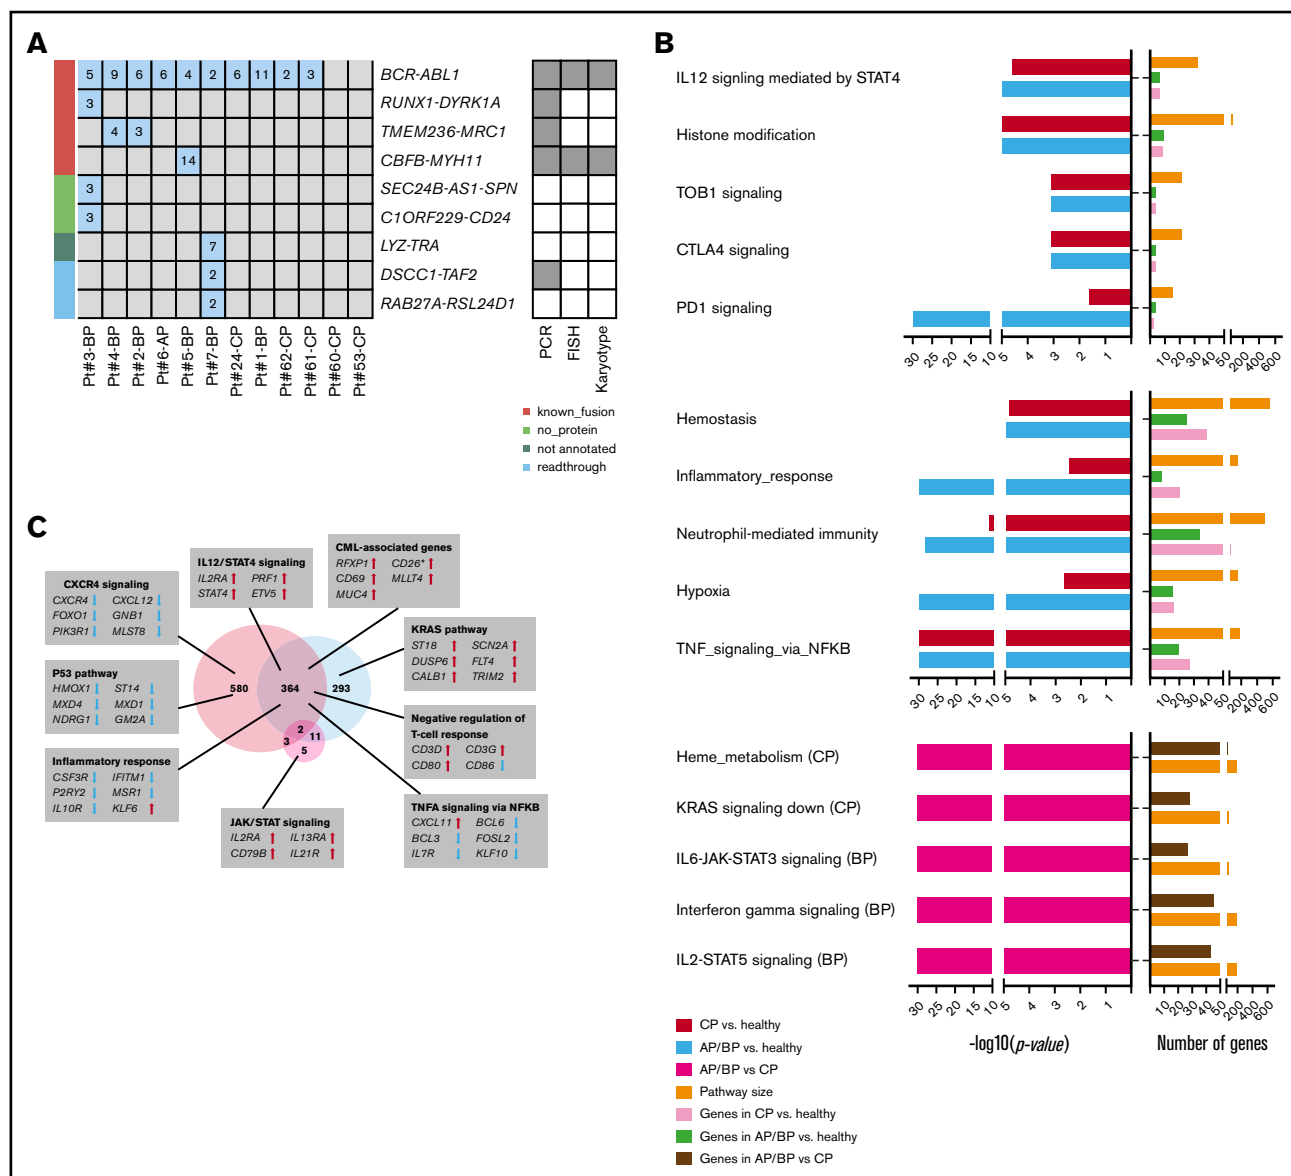 A
5 9 6 6 4 2 6 11 2 3 BCR-ABL1
3 RUNX1-DYRK1A
4 3 TMEM236-MRC1
14 CBFB-MYH11
3 SEC24B-AS1-SPN
3 C1ORF229-CD24
7 LYZ-TRA
2 DSCC1-TAF2
2 RAB27A-RSL24D1
Pt#3-BP
Pt#4-BP
Pt#2-BP
Pt#6-AP
Pt#5-BP
Pt#7-BP
Pt#24-CP
Pt#1-BP
Pt#62-CP
Pt#61-CP
Pt#60-CP
Pt#53-CP
PCR
FISH
Karyotype
known_fusion
no_protein
not annotated
readthrough
B
IL12 signling mediated by STAT4
Histone modification
TOB1 signaling
CTLA4 signaling
PD1 signaling
30 25 20 15 10 5 4 3 2 1
10 20 30 40 50 200 400 600
Hemostasis
Inflammatory_response
Neutrophil-mediated immunity
Hypoxia
TNF_signaling_via_NFKB
30 25 20 15 10 5 4 3 2 1
10 20 30 40 50 200 400 600
Heme_metabolism (CP)
KRAS signaling down (CP)
IL6-JAK-STAT3 signaling (BP)
Interferon gamma signaling (BP)
IL2-STAT5 signaling (BP)
30 25 20 15 10 5 4 3 2 1
10 20 30 40 50 200 400 600
-log10(p-value)
Number of genes
CP vs. healthy
AP/BP vs. healthy
AP/BP vs CP
Pathway size
Genes in CP vs. healthy
Genes in AP/BP vs. healthy
Genes in AP/BP vs CP
C
CXCR4 signaling
CXCR4 ↓ CXCL12 ↓
FOXO1 ↓ GNB1 ↓
PIK3R1 ↓ MLST8 ↓
IL12/STAT4 signaling
IL2RA ↑ PRF1 ↑
STAT4 ↑ ETV5 ↑
CML-associated genes
RFXP1 ↑ CD26* ↑
CD69 ↑ MLLT4 ↑
MUC4 ↑
KRAS pathway
ST18 ↑ SCN2A ↑
DUSP6 ↑ FLT4 ↑
CALB1 ↑ TRIM2 ↑
P53 pathway
HMOX1 ↓ ST14 ↓
MXD4 ↓ MXD1 ↓
NDRG1 ↓ GM2A ↓
580 364 293
2
3 11
5
Negative regulation of
T-cell response
CD3D ↑ CD3G ↑
CD80 ↑ CD86 ↓
Inflammatory response
CSF3R ↓ IFITM1 ↓
P2RY2 ↓ MSR1 ↓
IL10R ↓ KLF6 ↑
JAK/STAT signaling
IL2RA ↑ IL13RA ↑
CD79B ↑ IL21R ↑
TNFA signaling via NFKB
CXCL11 ↑ BCL6 ↓
BCL3 ↓ FOSL2 ↓
IL7R ↓ KLF10 ↓